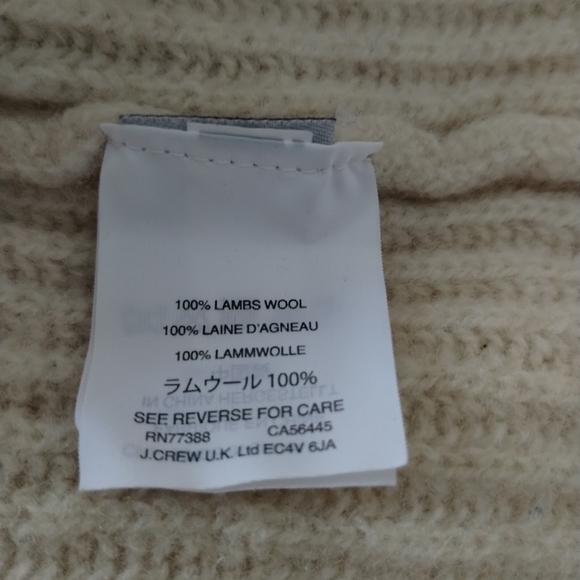 100% LAMBS WOOL
100% LAINE D'AGNEAU
100% LAMMWOLLE
ラムウール 100%
SEE REVERSE FOR CARE
RN77388 CA56445
J.CREW U.K. Ltd EC4V 6JA